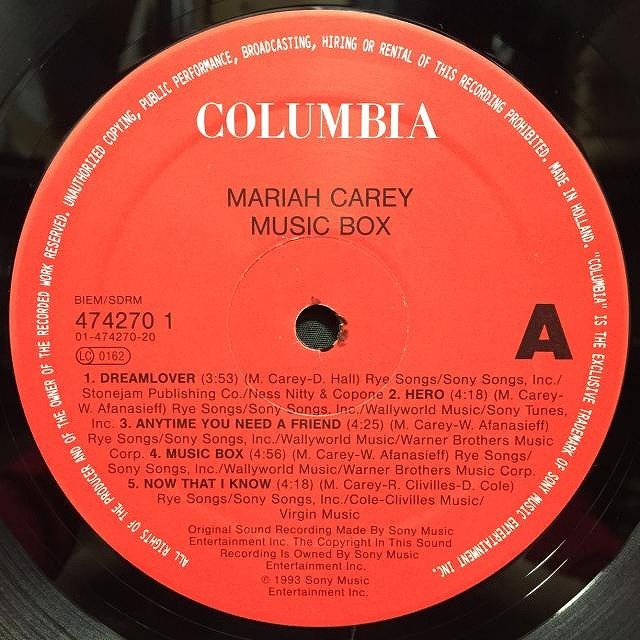 ALL RIGHTS OF THE PRODUCER AND OF THE OWNER OF THE RECORDED WORK RESERVED. UNAUTHORIZED COPYING, PUBLIC PERFORMANCE, BROADCASTING, HIRING OR RENTAL OF THIS RECORDING PROHIBITED. MADE IN HOLLAND. "COLUMBIA" IS THE EXCLUSIVE TRADEMARK OF SONY MUSIC ENTERTAINMENT INC.
COLUMBIA
MARIAH CAREY
MUSIC BOX
BIEM/SDRM
474270 1
01-474270-20
LC 0162
A
1. DREAMLOVER (3:53) (M. Carey-D. Hall) Rye Songs/Sony Songs, Inc./
Stonejam Publishing Co./Ness Nitty & Copone 2. HERO (4:18) (M. Carey-
W. Afanasieff) Rye Songs/Sony Songs, Inc./Wallyworld Music/Sony Tunes,
Inc. 3. ANYTIME YOU NEED A FRIEND (4:25) (M. Carey-W. Afanasieff)
Rye Songs/Sony Songs, Inc./Wallyworld Music/Warner Brothers Music
Corp. 4. MUSIC BOX (4:56) (M. Carey-W. Afanasieff) Rye Songs/
Sony Songs, Inc./Wallyworld Music/Warner Brothers Music Corp.
5. NOW THAT I KNOW (4:18) (M. Carey-R. Clivilles-D. Cole)
Rye Songs/Sony Songs, Inc./Cole-Clivilles Music/
Virgin Music
Original Sound Recording Made By Sony Music
Entertainment Inc. The Copyright In This Sound
Recording Is Owned By Sony Music
Entertainment Inc.
℗ 1993 Sony Music
Entertainment Inc.